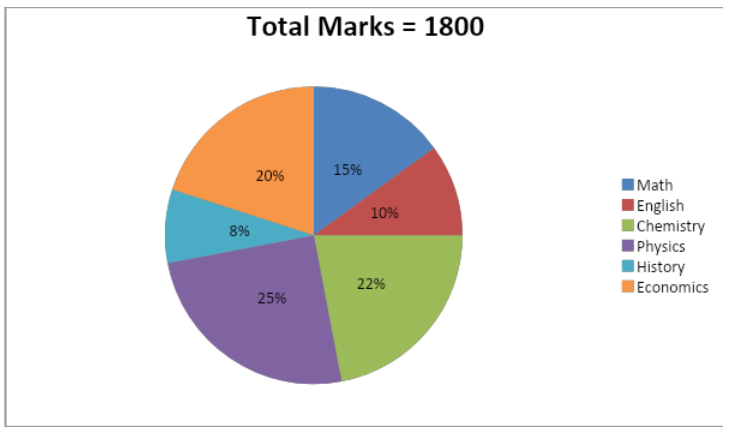 Total Marks = 1800
20%
15%
10%
8%
25%
22%
Math
English
Chemistry
Physics
History
Economics